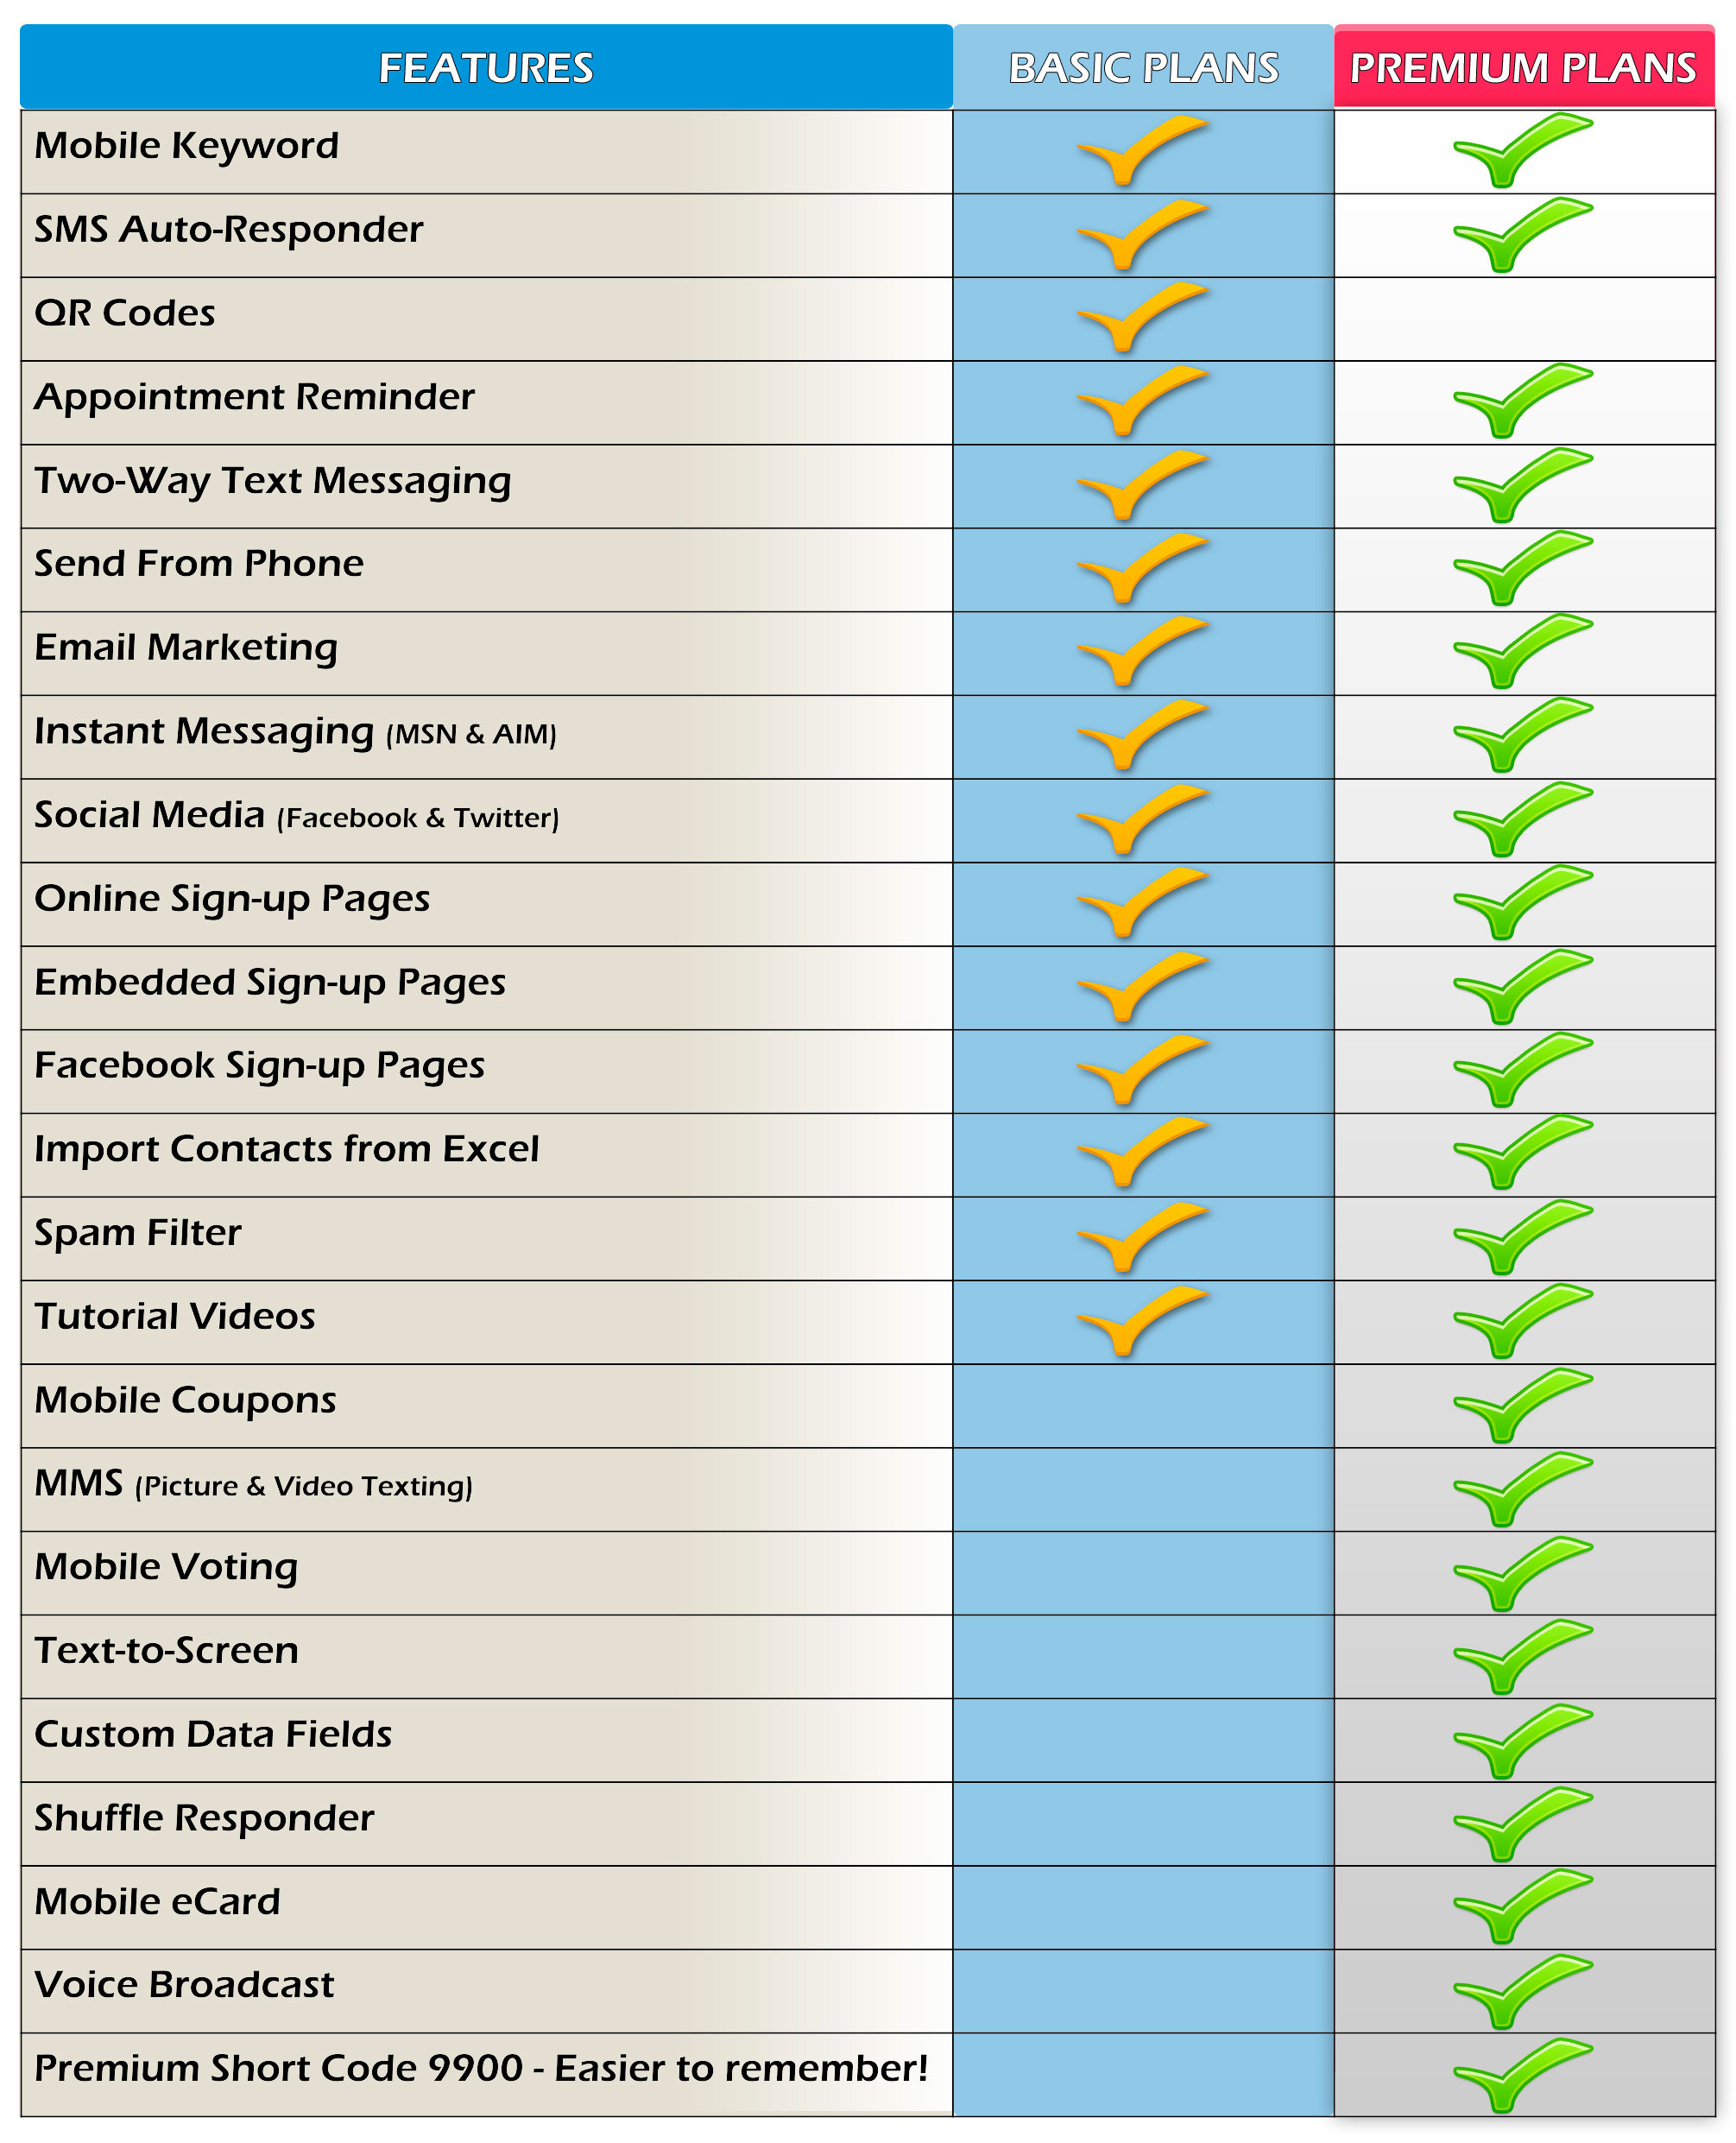 FEATURES BASIC PLANS PREMIUM PLANS
Mobile Keyword
SMS Auto-Responder
QR Codes
Appointment Reminder
Two-Way Text Messaging
Send From Phone
Email Marketing
Instant Messaging (MSN & AIM)
Social Media (Facebook & Twitter)
Online Sign-up Pages
Embedded Sign-up Pages
Facebook Sign-up Pages
Import Contacts from Excel
Spam Filter
Tutorial Videos
Mobile Coupons
MMS (Picture & Video Texting)
Mobile Voting
Text-to-Screen
Custom Data Fields
Shuffle Responder
Mobile eCard
Voice Broadcast
Premium Short Code 9900 - Easier to remember!